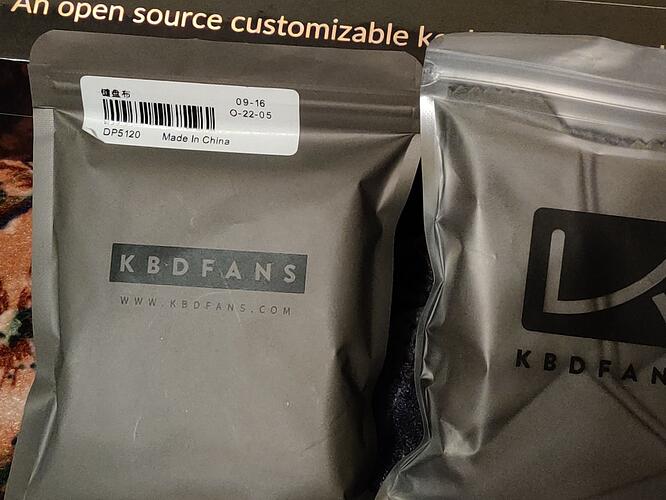 An open source customizable
键盘布
09-16
O-22-05
DP5120 Made In China
KBDFANS
WWW.KBDFANS.COM
KBDFAN